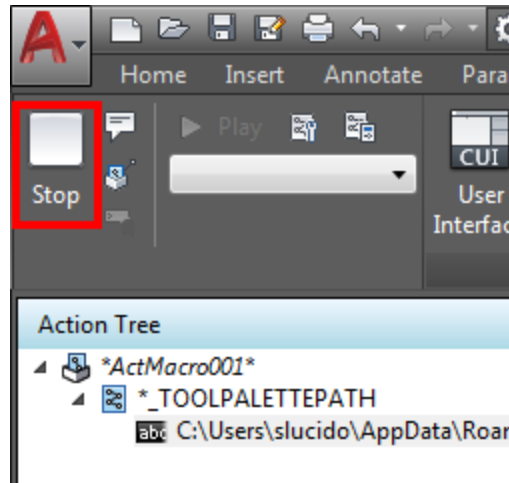 A
Home Insert Annotate Para
Play
CUI
Stop
User
Interfac
Action Tree
*ActMacro001*
*_TOOLPALETTEPATH
abc C:\Users\slucido\AppData\Roar